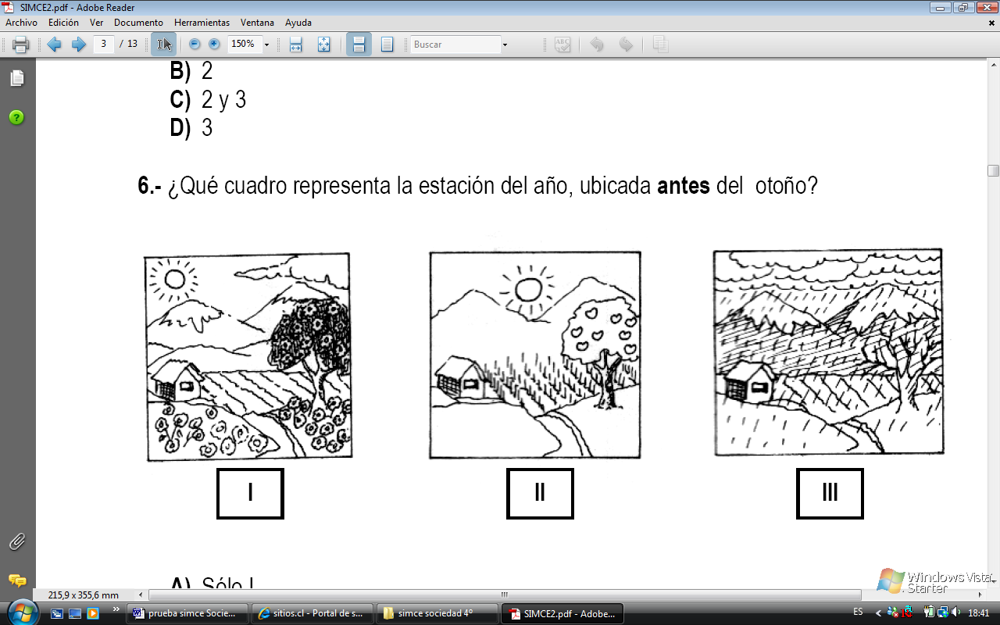 SIMCE2.pdf - Adobe Reader
Archivo Edición Ver Documento Herramientas Ventana Ayuda
3 / 13 150% Buscar
B) 2
C) 2 y 3
D) 3
6.- ¿Qué cuadro representa la estación del año, ubicada antes del otoño?
I II III
A) Sólo I
Windows Vista
Starter
215,9 x 355,6 mm
prueba simce Socie... sitios.cl - Portal de s... simce sociedad 4º SIMCE2.pdf - Adobe... ES 18:41